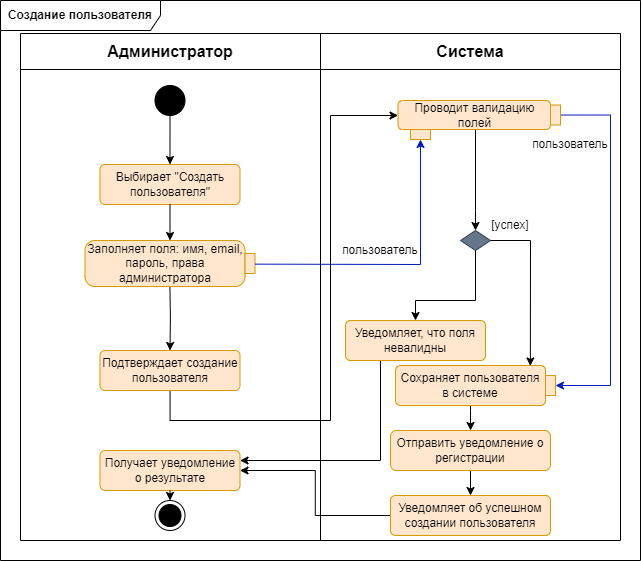 Создание пользователя
Администратор
Система
Проводит валидацию
полей
пользователь
Выбирает "Создать
пользователя"
[успех]
Заполняет поля: имя, email,
пароль, права
администратора
пользователь
Уведомляет, что поля
невалидны
Подтверждает создание
пользователя
Сохраняет пользователя
в системе
Отправить уведомление о
регистрации
Получает уведомление
о результате
Уведомляет об успешном
создании пользователя